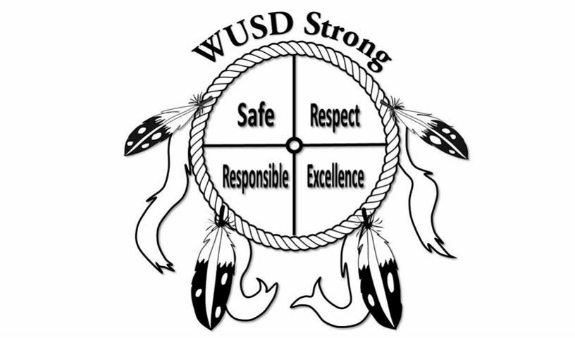 WUSD Strong
Safe
Respect
Responsible
Excellence